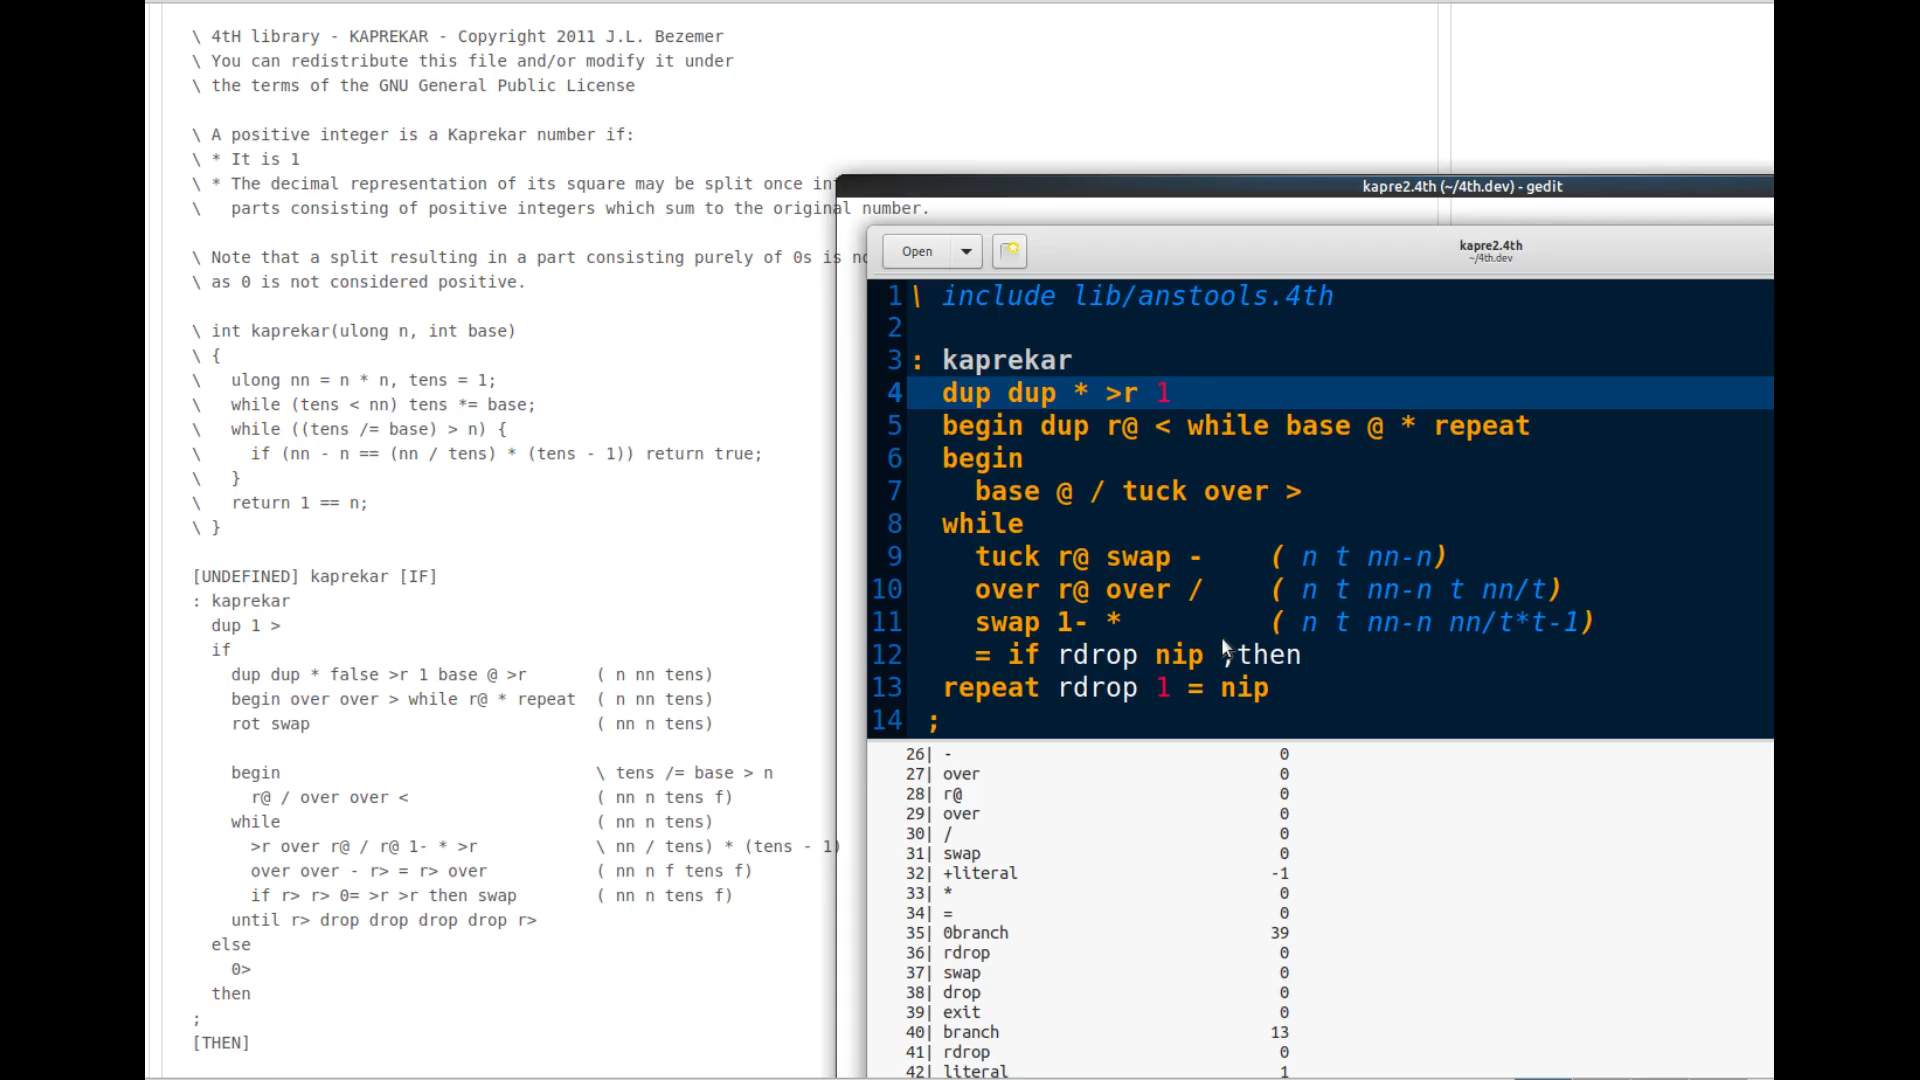 \ 4tH library - KAPREKAR - Copyright 2011 J.L. Bezemer
\ You can redistribute this file and/or modify it under
\ the terms of the GNU General Public License
\ A positive integer is a Kaprekar number if:
\ * It is 1
\ * The decimal representation of its square may be split once
\   parts consisting of positive integers which sum to the original number.
\ Note that a split resulting in a part consisting purely of 0s is
\ as 0 is not considered positive.
\ int kaprekar(ulong n, int base)
\ {
\   ulong nn = n * n, tens = 1;
\   while (tens < nn) tens *= base;
\   while ((tens /= base) > n) {
\     if (nn - n == (nn / tens) * (tens - 1)) return true;
\   }
\   return 1 == n;
\ }
[UNDEFINED] kaprekar [IF]
: kaprekar
  dup 1 >
  if
    dup dup * false >r 1 base @ >r      ( n nn tens)
    begin over over > while r@ * repeat  ( n nn tens)
    rot swap                             ( nn n tens)
    begin                                \ tens /= base > n
      r@ / over over <                   ( nn n tens f)
    while                                ( nn n tens)
      >r over r@ / r@ 1- * >r            \ nn / tens) * (tens - 1)
      over over - r> = r> over           ( nn n f tens f)
      if r> r> 0= >r >r then swap        ( nn n tens f)
    until r> drop drop drop drop r>
  else
    0>
  then
;
[THEN]
kapre2.4th (~/4th.dev) - gedit
Open
kapre2.4th
~/4th.dev
1 \ include lib/anstools.4th
2
3 : kaprekar
4   dup dup * >r 1
5   begin dup r@ < while base @ * repeat
6   begin
7     base @ / tuck over >
8   while
9     tuck r@ swap -    ( n t nn-n)
10     over r@ over /    ( n t nn-n t nn/t)
11     swap 1- *         ( n t nn-n nn/t*t-1)
12     = if rdrop nip ;then
13   repeat rdrop 1 = nip
14  ;
26| - 0
27| over 0
28| r@ 0
29| over 0
30| / 0
31| swap 0
32| +literal -1
33| * 0
34| = 0
35| 0branch 39
36| rdrop 0
37| swap 0
38| drop 0
39| exit 0
40| branch 13
41| rdrop 0
42| literal 1